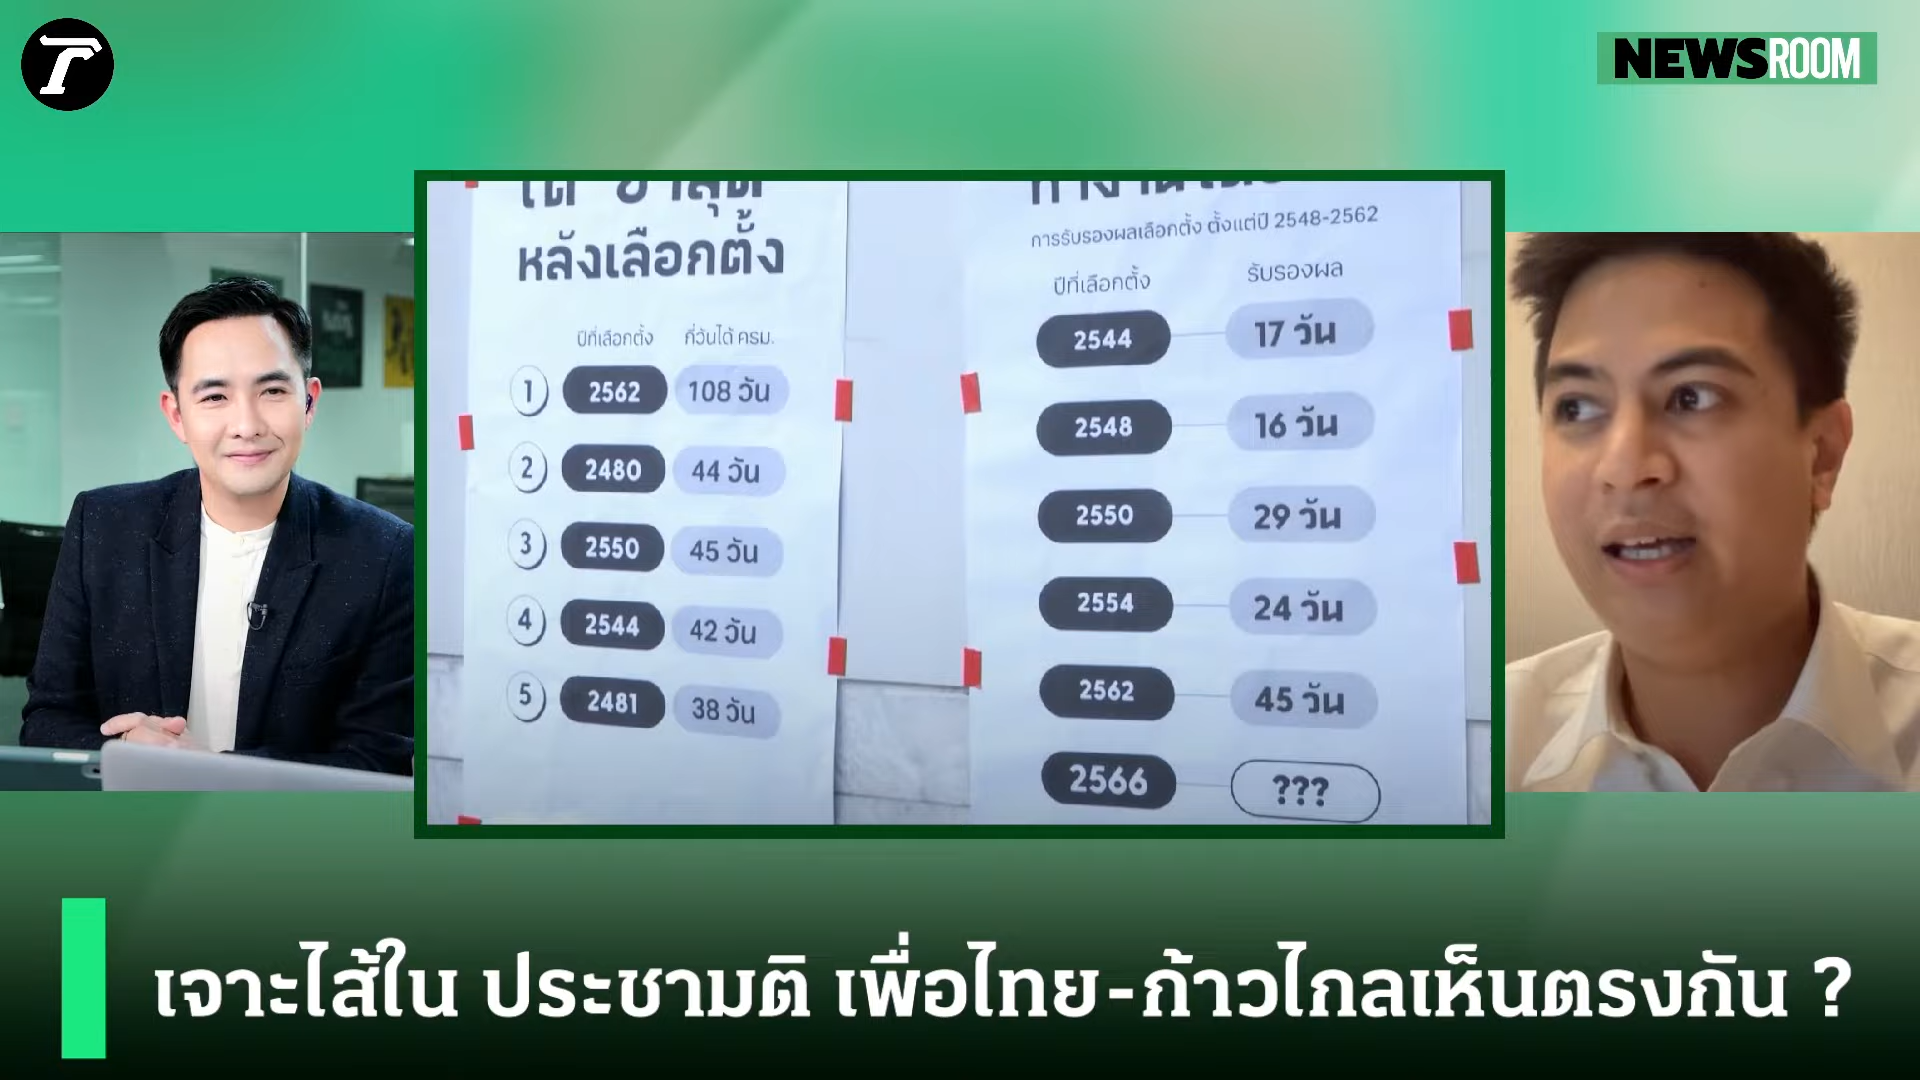 NEWSROOM
หลังเลือกตั้ง
ปีที่เลือกตั้ง กี่วันได้ ครม.
1 2562 108 วัน
2 2480 44 วัน
3 2550 45 วัน
4 2544 42 วัน
5 2481 38 วัน
การรับรองผลเลือกตั้ง ตั้งแต่ปี 2548-2562
ปีที่เลือกตั้ง รับรองผล
2544 17 วัน
2548 16 วัน
2550 29 วัน
2554 24 วัน
2562 45 วัน
2566 ???
เจาะไส้ใน ประชามติ เพื่อไทย-ก้าวไกลเห็นตรงกัน ?